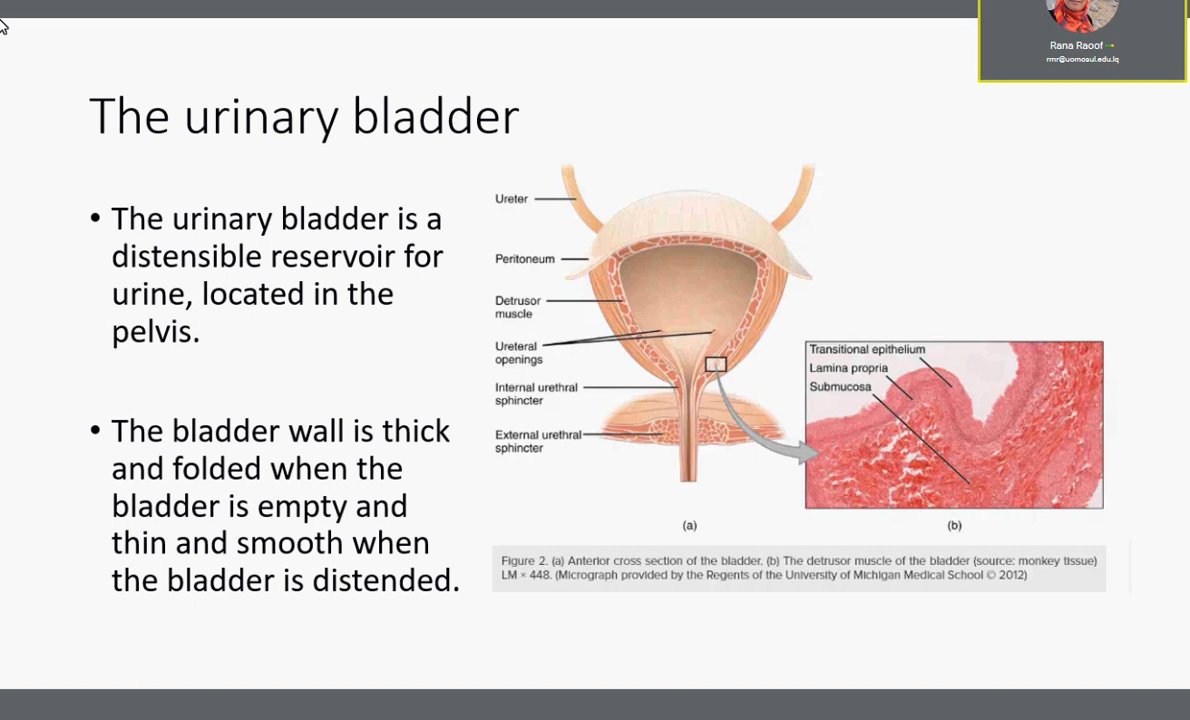 Rana Raoof
rmr@uomosul.edu.iq
The urinary bladder
• The urinary bladder is a
distensible reservoir for
urine, located in the
pelvis.
• The bladder wall is thick
and folded when the
bladder is empty and
thin and smooth when
the bladder is distended.
Ureter
Peritoneum
Detrusor
muscle
Ureteral
openings
Internal urethral
sphincter
External urethral
sphincter
(a)
Transitional epithelium
Lamina propria
Submucosa
(b)
Figure 2. (a) Anterior cross section of the bladder. (b) The detrusor muscle of the bladder (source: monkey tissue)
LM × 448. (Micrograph provided by the Regents of the University of Michigan Medical School © 2012)